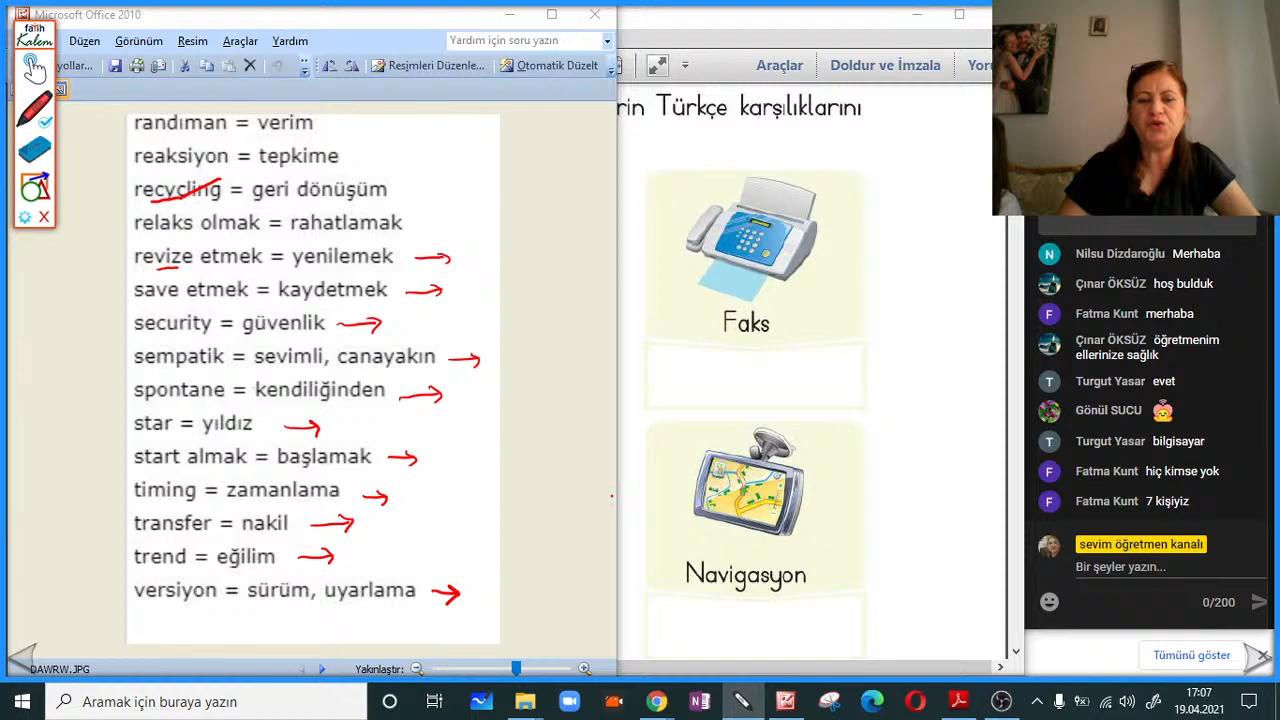 Microsoft Office 2010
fatih
Kalem
Düzen Görünüm Resim Araçlar Yardım
Yardım için soru yazın
yollar...
Resimleri Düzenle...
Otomatik Düzelt
randıman = verim
reaksiyon = tepkime
recycling = geri dönüşüm
relaks olmak = rahatlamak
revize etmek = yenilemek
save etmek = kaydetmek
security = güvenlik
sempatik = sevimli, canayakın
spontane = kendiliğinden
star = yıldız
start almak = başlamak
timing = zamanlama
transfer = nakil
trend = eğilim
versiyon = sürüm, uyarlama
DAWRW.JPG
Yakınlaştır:
Araçlar Doldur ve İmzala
rin Türkçe karşılıklarını
Faks
Navigasyon
N Nilsu Dizdaroğlu Merhaba
Çınar ÖKSÜZ hoş bulduk
F Fatma Kunt merhaba
Çınar ÖKSÜZ öğretmenim
ellerinize sağlık
T Turgut Yasar evet
Gönül SUCU
T Turgut Yasar bilgisayar
F Fatma Kunt hiç kimse yok
F Fatma Kunt 7 kişiyiz
sevim öğretmen kanalı
Bir şeyler yazın...
0/200
Tümünü göster
Aramak için buraya yazın
17:07
19.04.2021